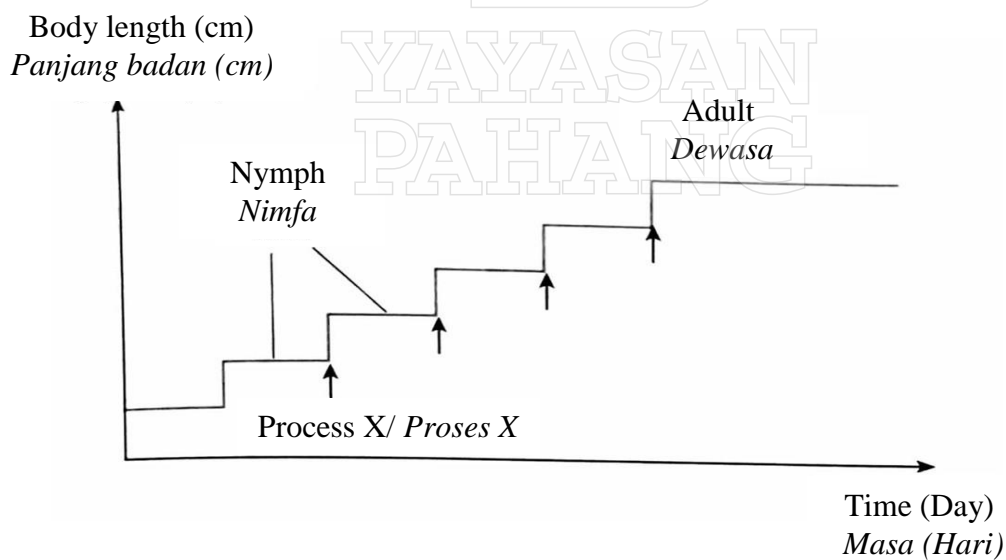 YAYASAN
PAHANG
Body length (cm)
Panjang badan (cm)
Adult
Dewasa
Nymph
Nimfa
Process X/ Proses X
Time (Day)
Masa (Hari)